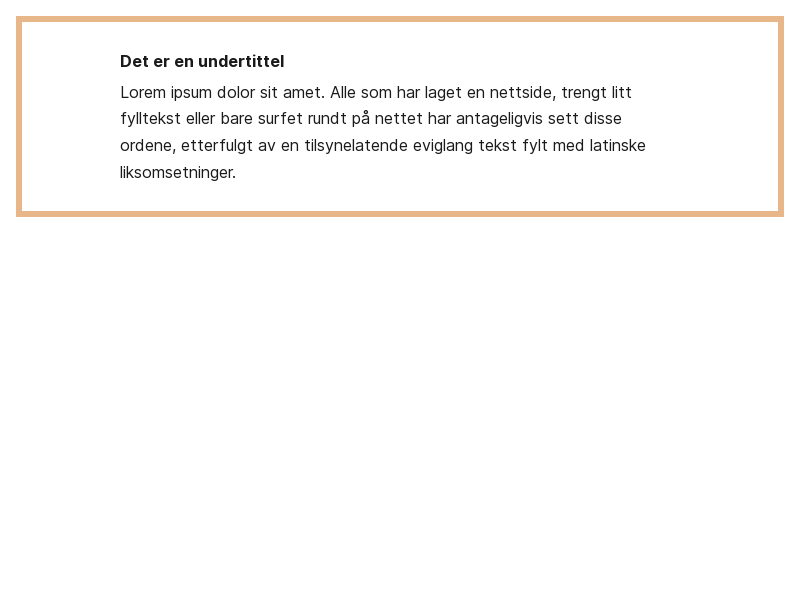 Det er en undertittel
Lorem ipsum dolor sit amet. Alle som har laget en nettside, trengt litt
fylltekst eller bare surfet rundt på nettet har antageligvis sett disse
ordene, etterfulgt av en tilsynelatende eviglang tekst fylt med latinske
liksomsetninger.